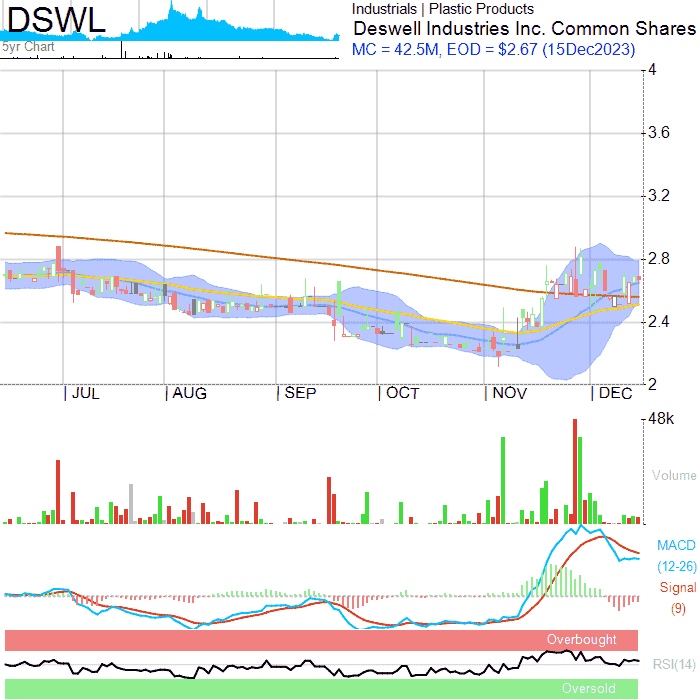 DSWL
5yr Chart
Industrials | Plastic Products
Deswell Industries Inc. Common Shares
MC = 42.5M, EOD = $2.67 (15Dec2023)
4
3.6
3.2
2.8
2.4
2
JUL AUG SEP OCT NOV DEC
48K
Volume
MACD
(12-26)
Signal
(9)
Overbought
RSI(14)
Oversold